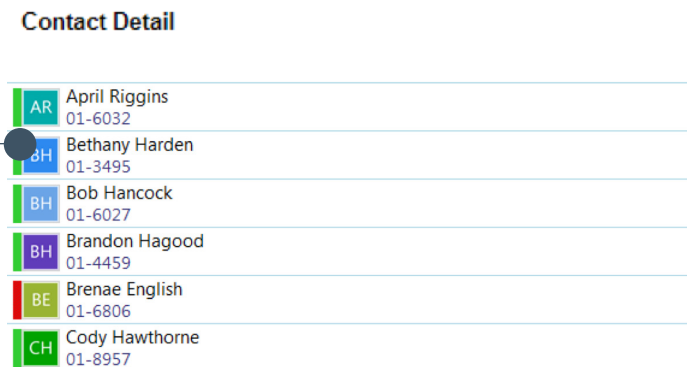 Contact Detail
AR April Riggins
01-6032
BH Bethany Harden
01-3495
BH Bob Hancock
01-6027
BH Brandon Hagood
01-4459
BE Brenae English
01-6806
CH Cody Hawthorne
01-8957